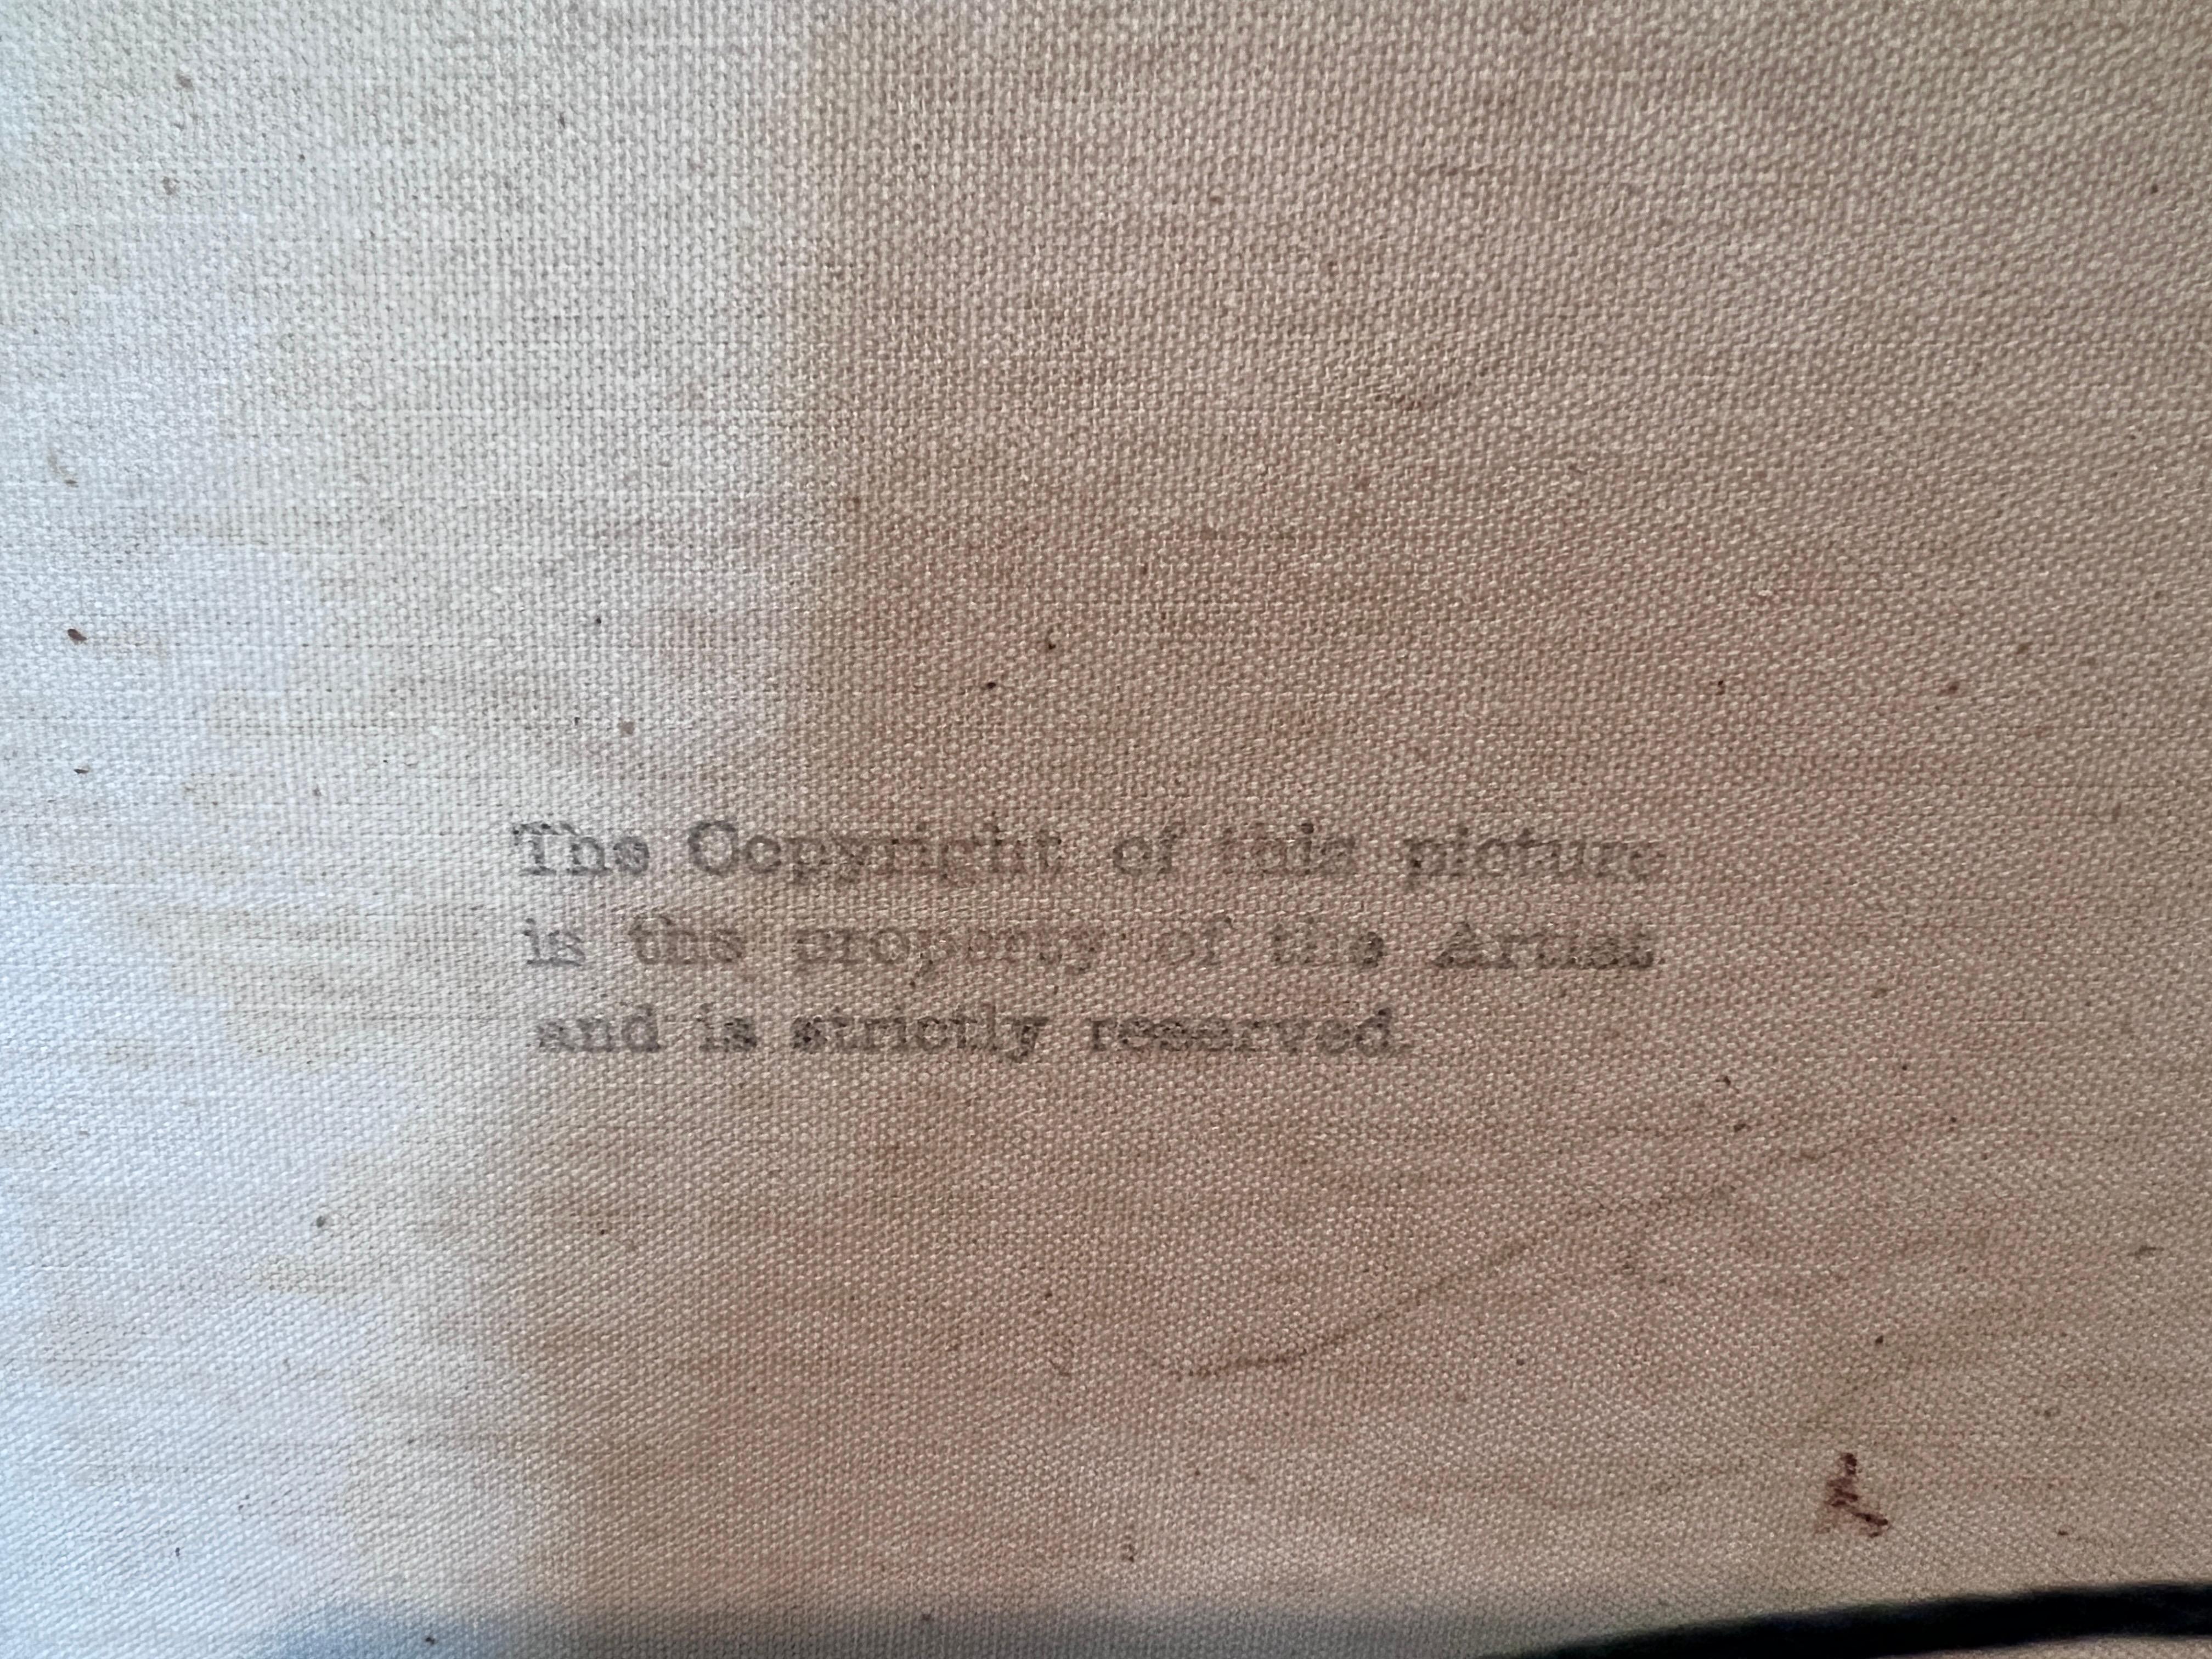 The Copyright of this picture
is the property of the Artist
and is strictly reserved.